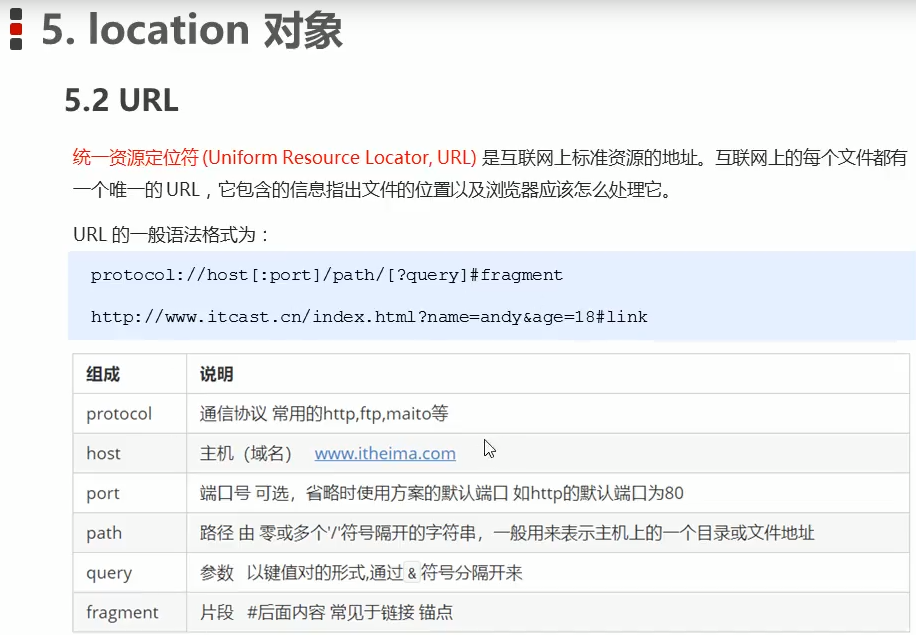 5. location 对象
5.2 URL
统一资源定位符 (Uniform Resource Locator, URL) 是互联网上标准资源的地址。互联网上的每个文件都有
一个唯一的 URL，它包含的信息指出文件的位置以及浏览器应该怎么处理它。
URL 的一般语法格式为：
protocol://host[:port]/path/[?query]#fragment
http://www.itcast.cn/index.html?name=andy&age=18#link
组成 说明
protocol 通信协议 常用的http,ftp,maito等
host 主机（域名） www.itheima.com
port 端口号 可选，省略时使用方案的默认端口 如http的默认端口为80
path 路径 由 零或多个'/'符号隔开的字符串，一般用来表示主机上的一个目录或文件地址
query 参数 以键值对的形式,通过 & 符号分隔开来
fragment 片段 #后面内容 常见于链接 锚点